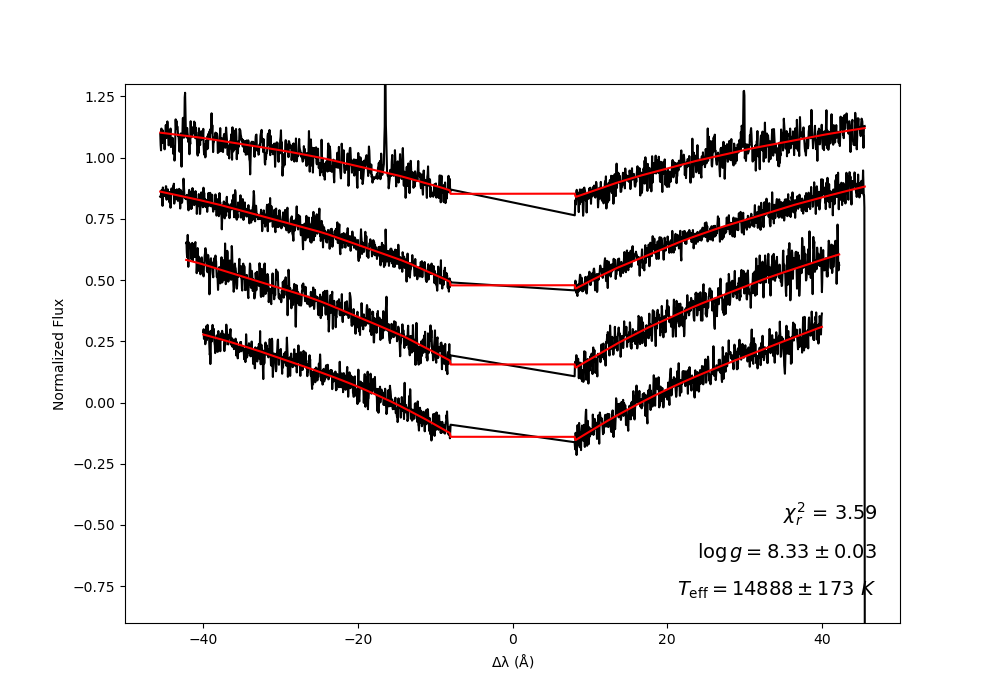 1.25
1.00
0.75
0.50
0.25
0.00
−0.25
−0.50
−0.75
Normalized Flux
χ²ᵣ = 3.59
log g = 8.33 ± 0.03
T_eff = 14888 ± 173 K
−40
−20
0
20
40
Δλ (Å)